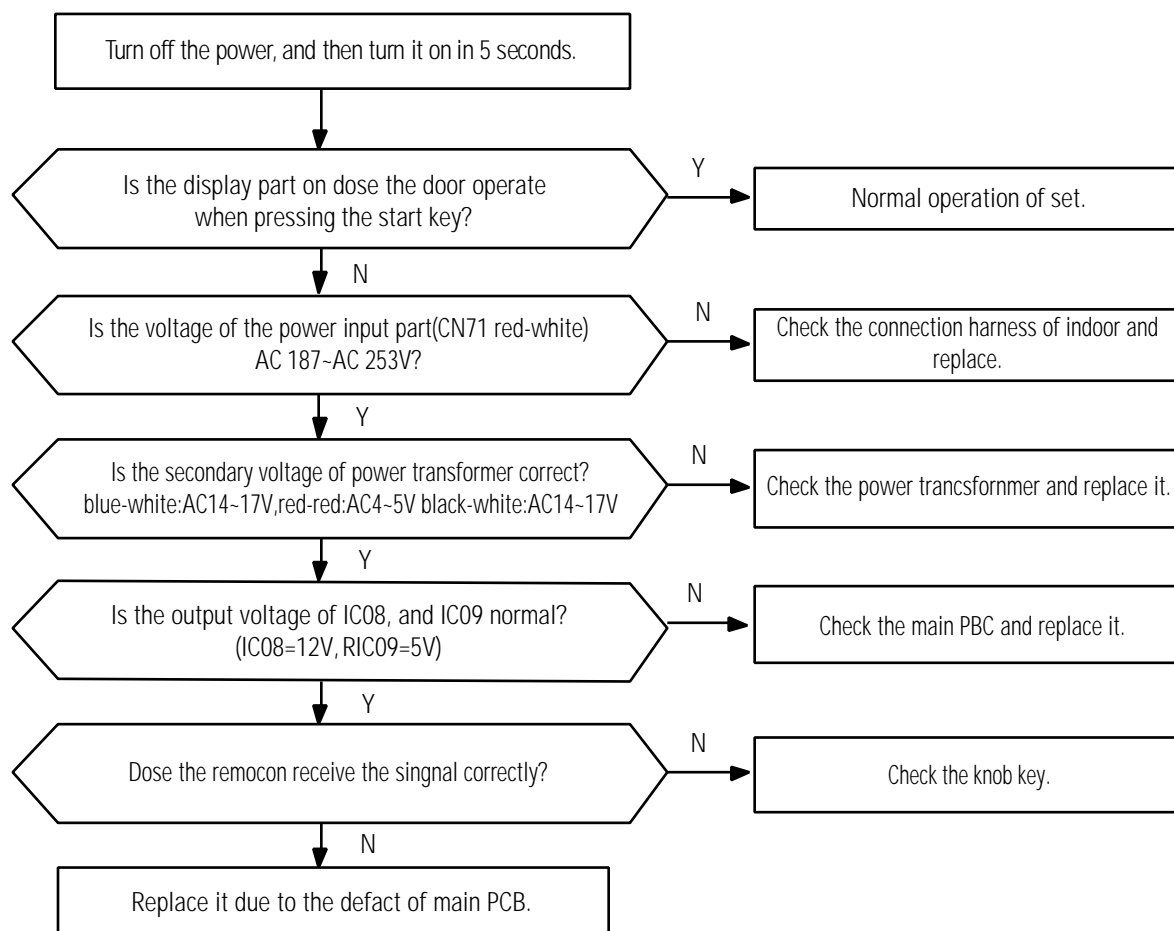 Turn off the power, and then turn it on in 5 seconds.
Is the display part on dose the door operate
when pressing the start key?
Y
Normal operation of set.
N
Is the voltage of the power input part(CN71 red-white)
AC 187~AC 253V?
N
Check the connection harness of indoor and
replace.
Y
Is the secondary voltage of power transformer correct?
blue-white:AC14~17V,red-red:AC4~5V black-white:AC14~17V
N
Check the power trancsfornmer and replace it.
Y
Is the output voltage of IC08, and IC09 normal?
(IC08=12V, RIC09=5V)
N
Check the main PBC and replace it.
Y
Dose the remocon receive the singnal correctly?
N
Check the knob key.
N
Replace it due to the defect of main PCB.